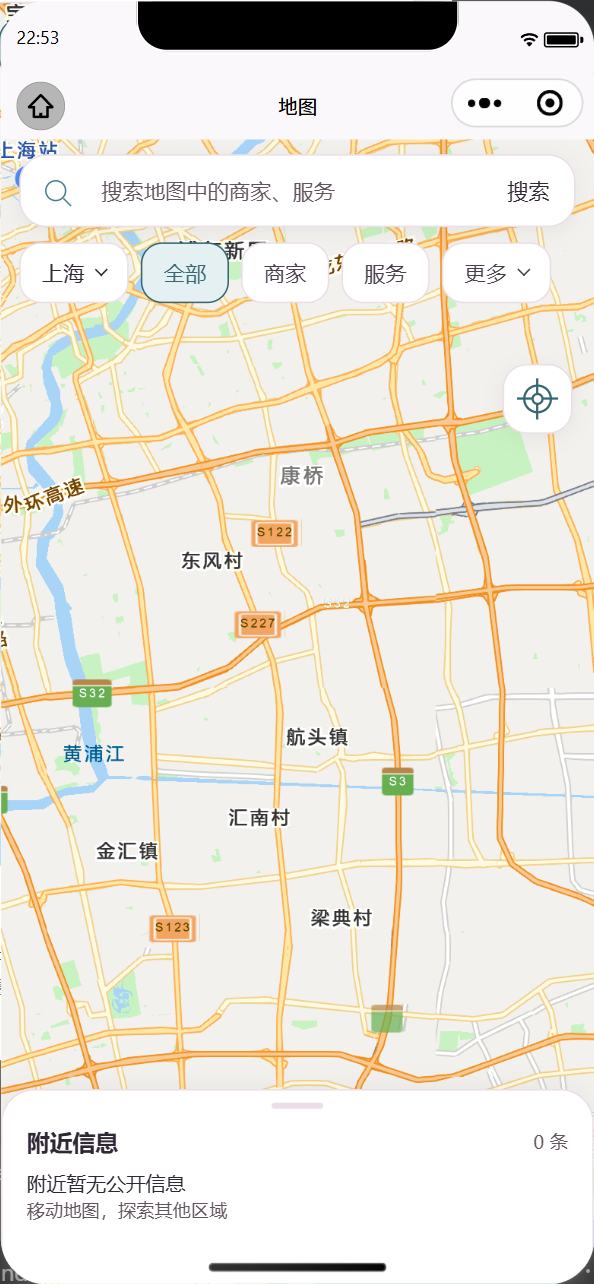 22:53
地图
上海站
搜索地图中的商家、服务
搜索
上海
全部
商家
服务
更多
康桥
外环高速
S122
东风村
S32
S227
S32
航头镇
黄浦江
S3
汇南村
金汇镇
梁典村
S123
附近信息
0 条
附近暂无公开信息
移动地图，探索其他区域